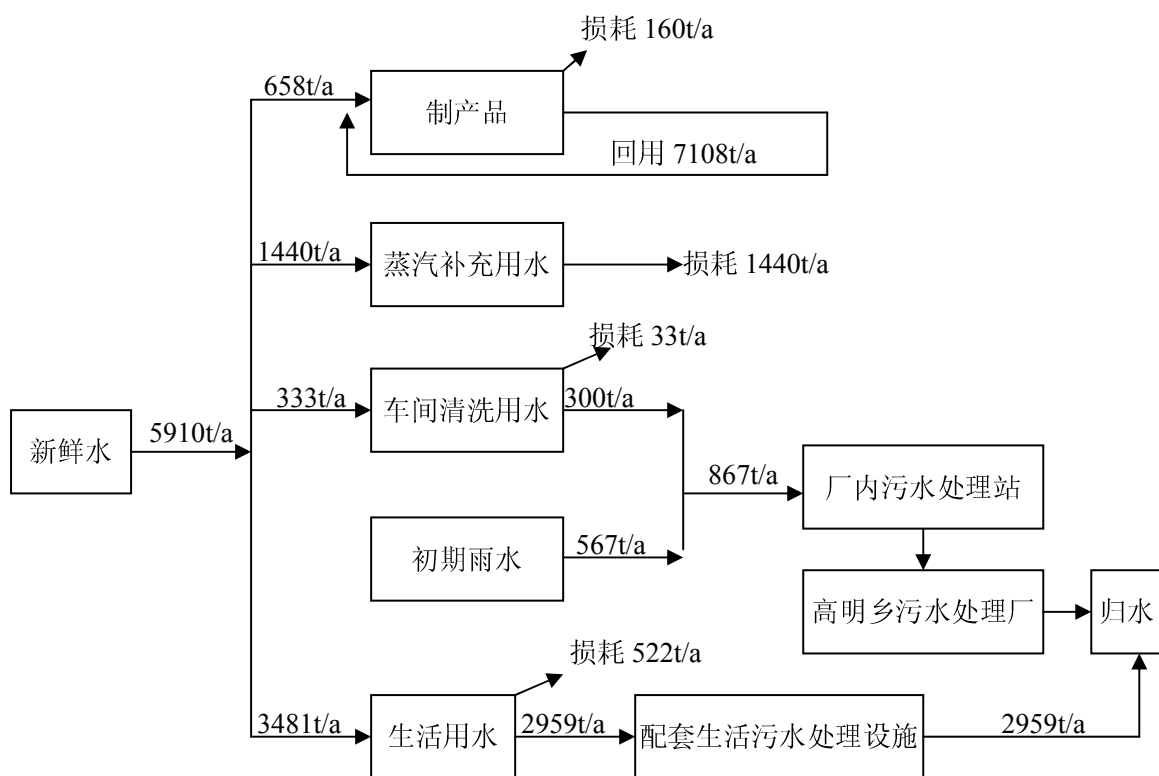 损耗 160t/a
658t/a
制产品
回用 7108t/a
1440t/a
蒸汽补充用水
损耗 1440t/a
损耗 33t/a
333t/a
车间清洗用水
300t/a
新鲜水
5910t/a
867t/a
厂内污水处理站
初期雨水
567t/a
高明乡污水处理厂
归水
损耗 522t/a
3481t/a
生活用水
2959t/a
配套生活污水处理设施
2959t/a